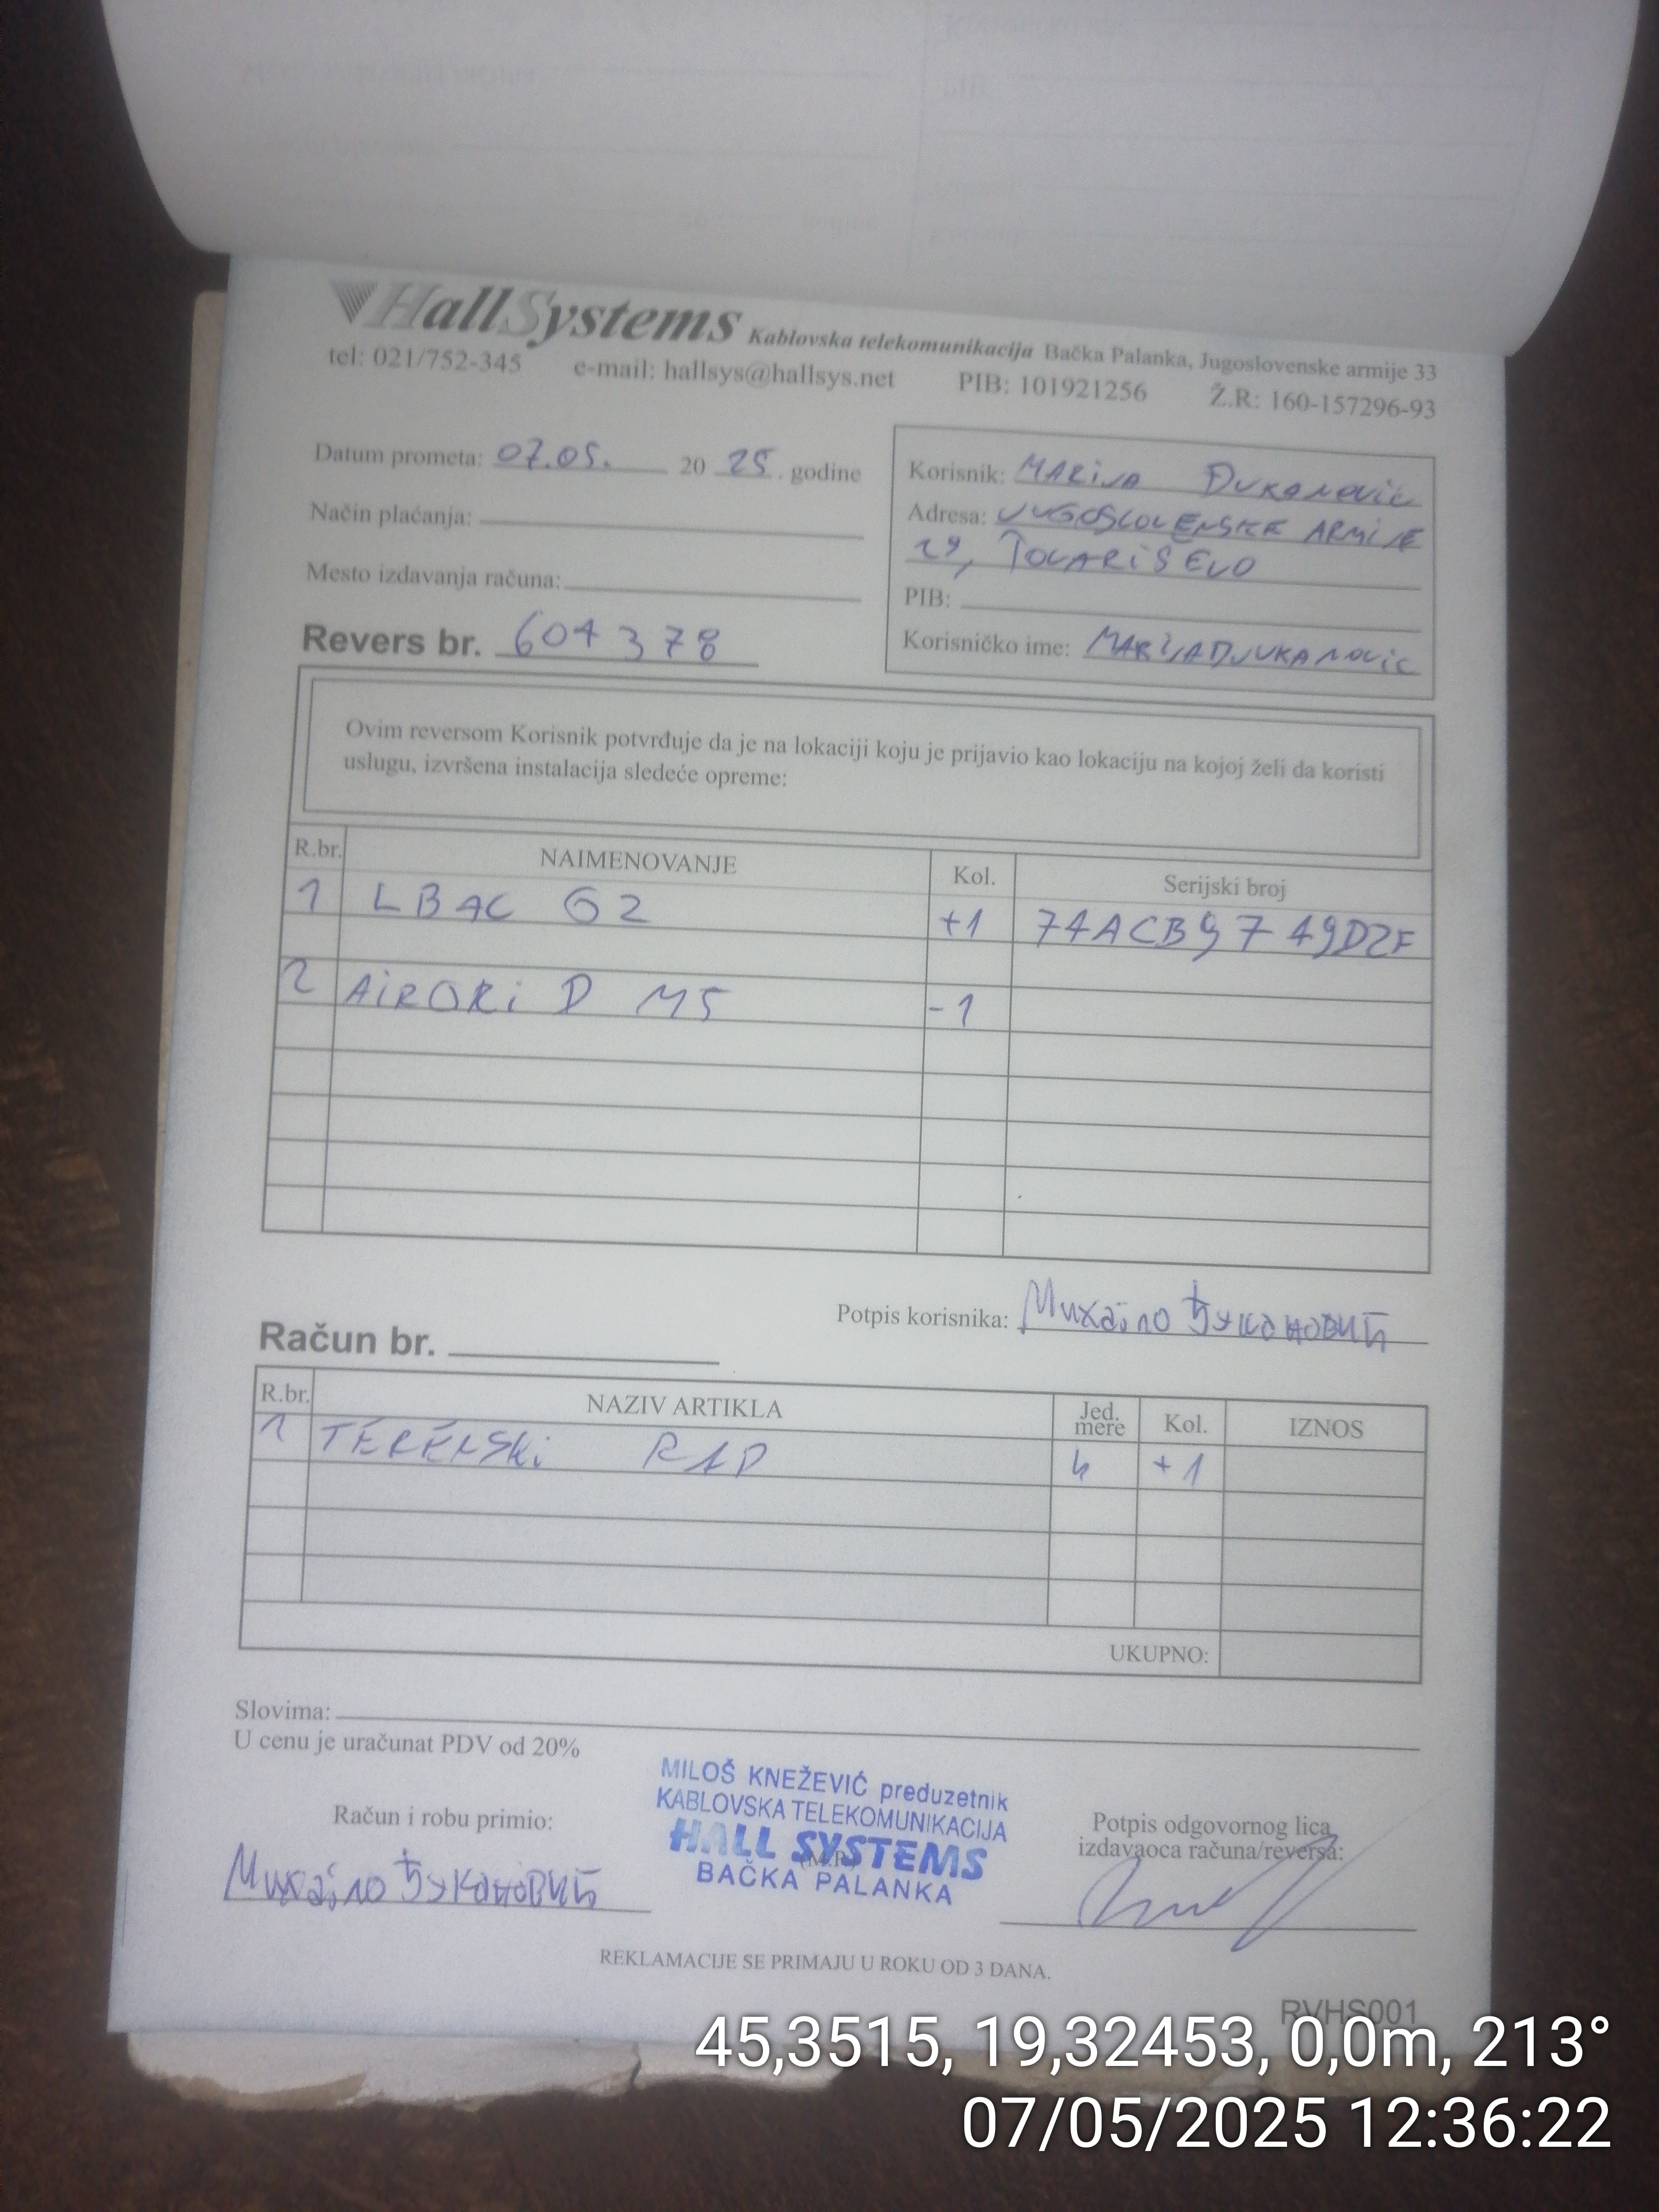 HallSystems Kablovska telekomunikacija Bačka Palanka, Jugoslovenske armije 33
tel: 021/752-345 e-mail: hallsys@hallsys.net PIB: 101921256 Ž.R: 160-157296-93
Datum prometa: 07.05. 20 25. godine
Način plaćanja:
Mesto izdavanja računa:
Revers br. 604378
Korisnik: MARIJA ĐUKANOVIĆ
Adresa: JUGOSLOVENSKE ARMIJE
29, TOVARIŠEVO
PIB:
Korisničko ime: MARIJADJUKANOVIC
Ovim reversom Korisnik potvrđuje da je na lokaciji koju je prijavio kao lokaciju na kojoj želi da koristi
uslugu, izvršena instalacija sledeće opreme:
R.br. NAIMENOVANJE Kol. Serijski broj
1 LBAC G2 +1 74ACB9749D2F
2 AIRGRID M5 -1
Potpis korisnika: Михајло Ђукановић
Račun br.
R.br. NAZIV ARTIKLA Jed. mere Kol. IZNOS
1 TERENSKI RAD h +1
UKUPNO:
Slovima:
U cenu je uračunat PDV od 20%
Račun i robu primio:
Михајло Ђукановић
MILOŠ KNEŽEVIĆ preduzetnik
KABLOVSKA TELEKOMUNIKACIJA
HALL SYSTEMS
(M.P.)
BAČKA PALANKA
Potpis odgovornog lica
izdavaoca računa/reversa:
REKLAMACIJE SE PRIMAJU U ROKU OD 3 DANA.
RVHS001
45,3515, 19,32453, 0,0m, 213°
07/05/2025 12:36:22